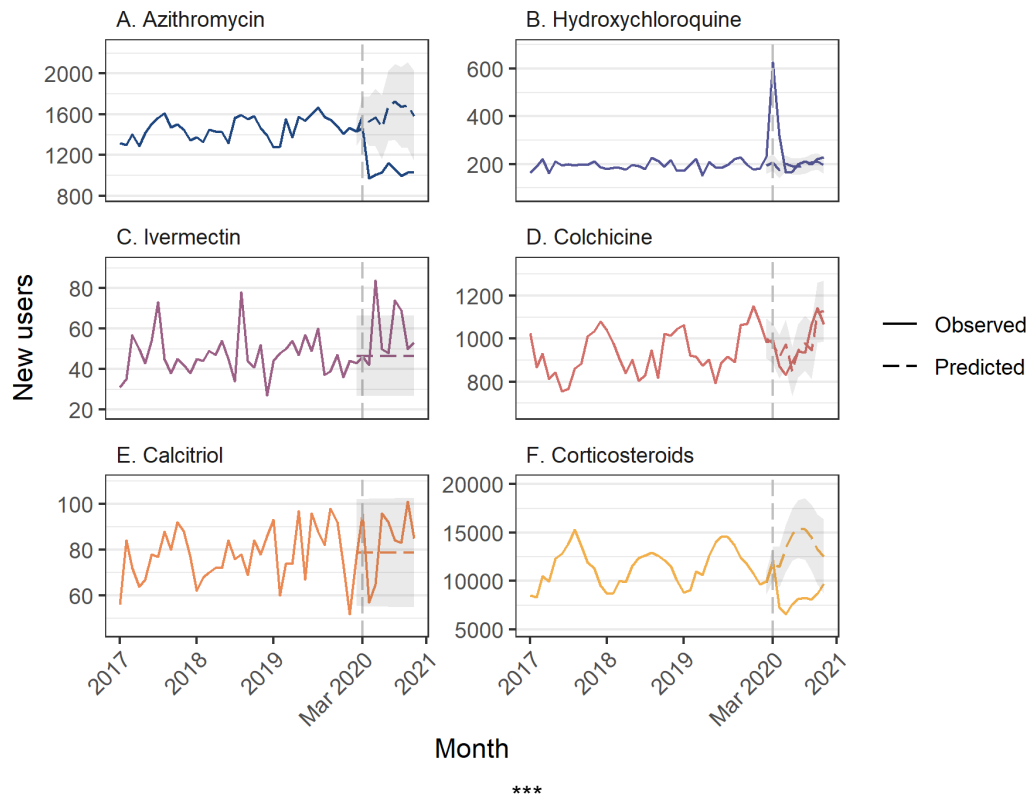 A. Azithromycin
B. Hydroxychloroquine
2000
1600
1200
800
600
400
200
C. Ivermectin
D. Colchicine
80
60
40
20
1200
1000
800
New users
Observed
Predicted
E. Calcitriol
F. Corticosteroids
100
80
60
20000
15000
10000
5000
2017
2018
2019
Mar 2020
2021
2017
2018
2019
Mar 2020
2021
Month
***